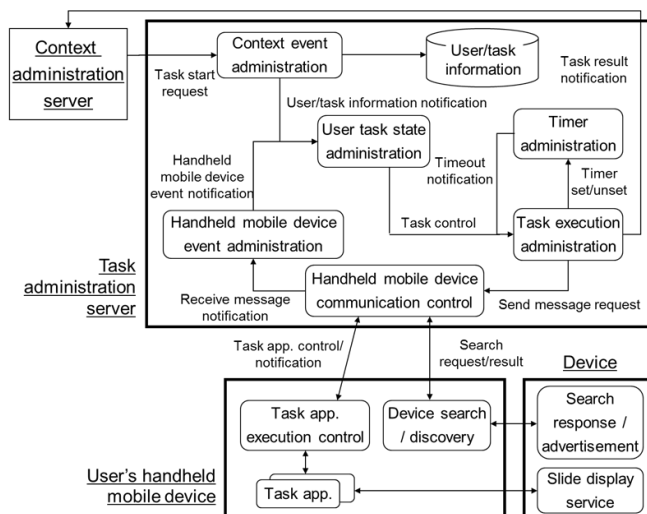 Context
administration
server
Task start
request
Context event
administration
User/task
information
Task result
notification
User/task information notification
User task state
administration
Timer
administration
Handheld
mobile device
event notification
Timeout
notification
Timer
set/unset
Handheld mobile device
event administration
Task control
Task execution
administration
Task
administration
server
Receive message
notification
Handheld mobile device
communication control
Send message request
Task app. control/
notification
Search
request/result
Device
Task app.
execution control
Device search
/ discovery
Search
response /
advertisement
User's handheld
mobile device
Task app.
Slide display
service